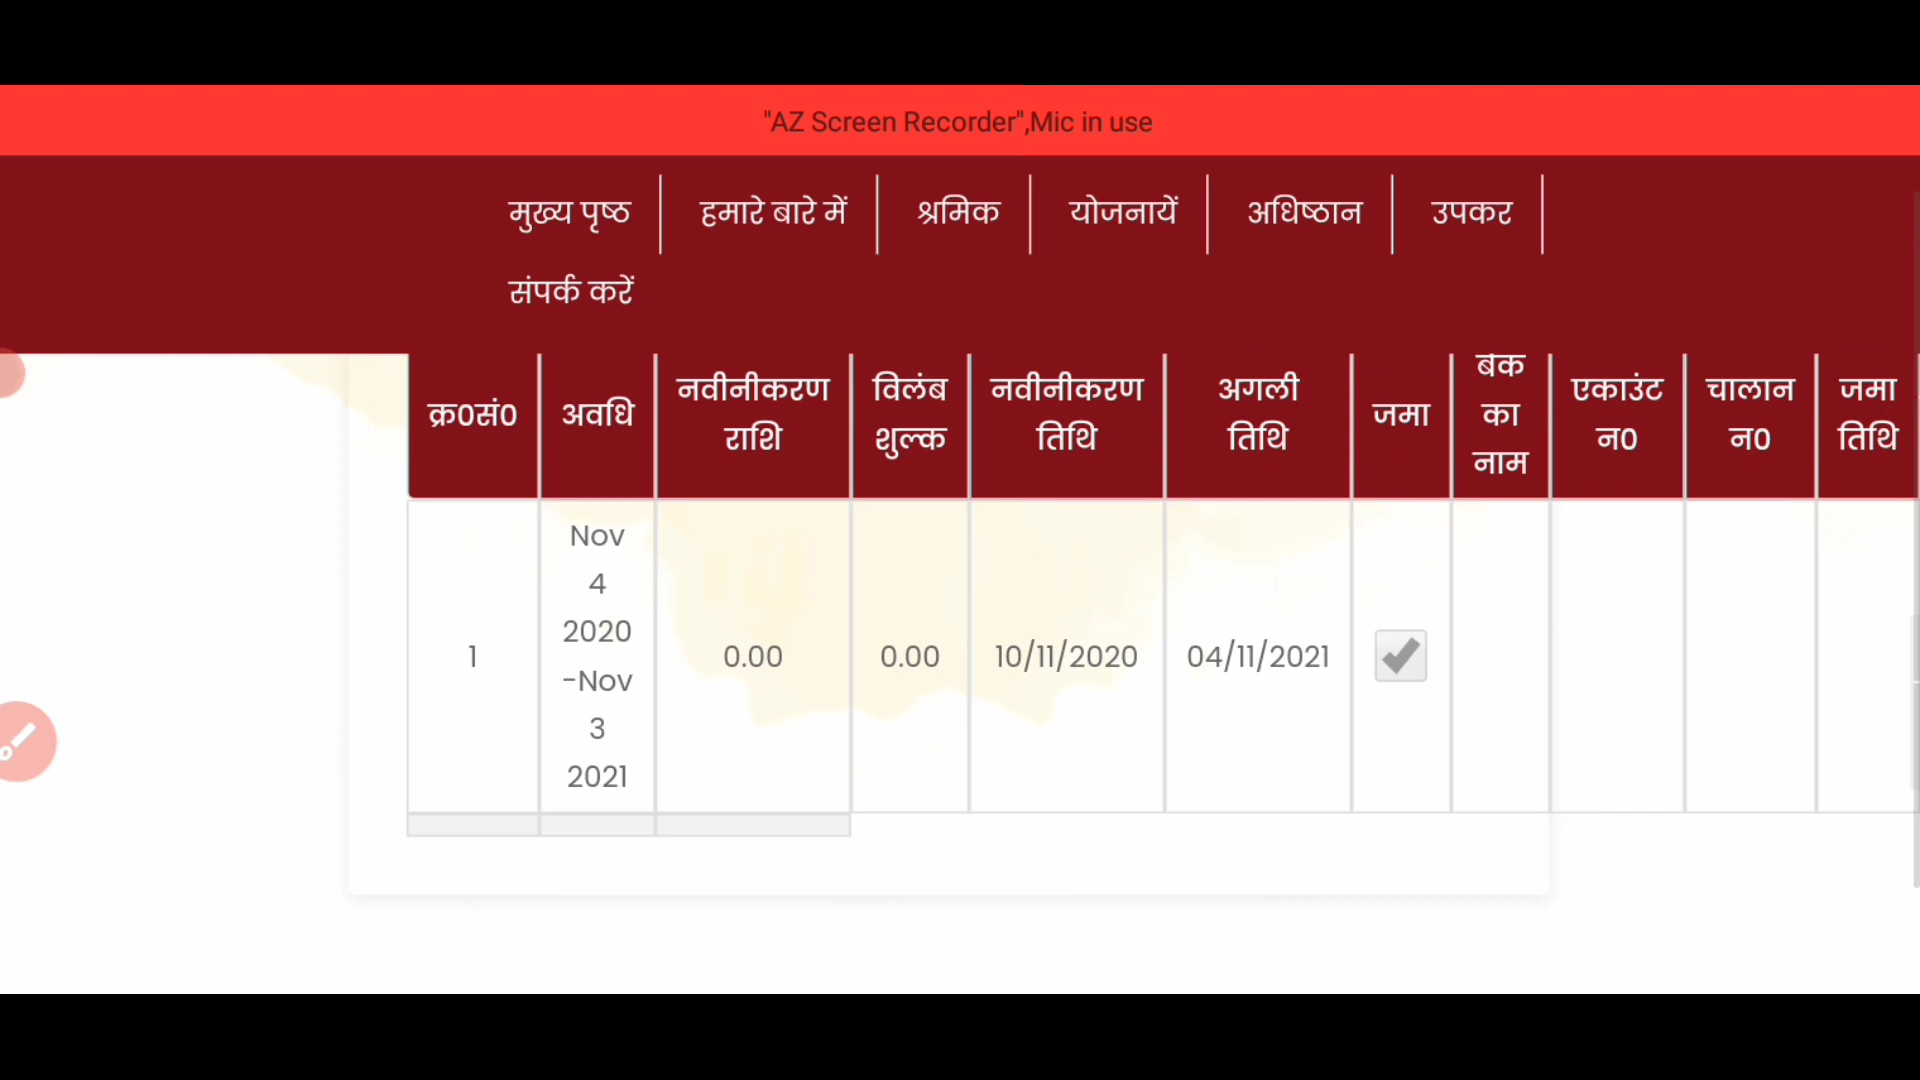 "AZ Screen Recorder",Mic in use
मुख्य पृष्ठ हमारे बारे में श्रमिक योजनायें अधिष्ठान उपकर
संपर्क करें
क्र0सं0 अवधि नवीनीकरण राशि विलंब शुल्क नवीनीकरण तिथि अगली तिथि जमा बैंक का नाम एकाउंट न0 चालान न0 जमा तिथि
1 Nov 4 2020 -Nov 3 2021 0.00 0.00 10/11/2020 04/11/2021